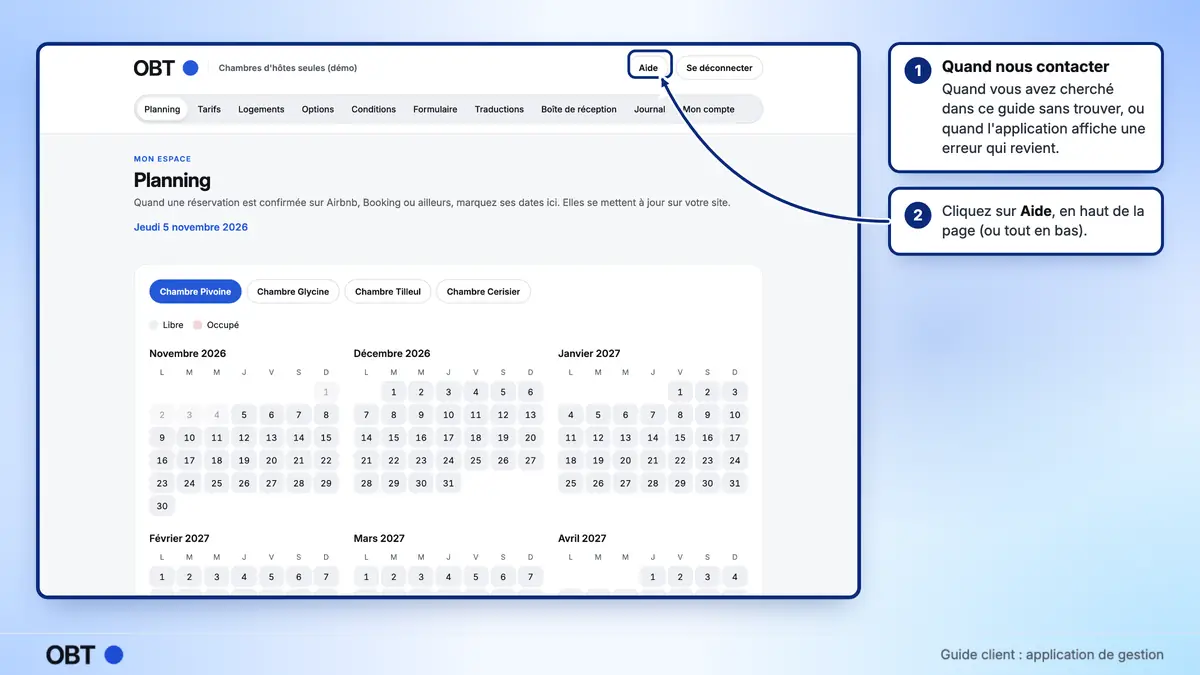 OBT
Chambres d'hôtes seules (démo)
Aide
Se déconnecter
Planning Tarifs Logements Options Conditions Formulaire Traductions Boîte de réception Journal Mon compte
MON ESPACE
Planning
Quand une réservation est confirmée sur Airbnb, Booking ou ailleurs, marquez ses dates ici. Elles se mettent à jour sur votre site.
Jeudi 5 novembre 2026
Chambre Pivoine Chambre Glycine Chambre Tilleul Chambre Cerisier
Libre Occupé
Novembre 2026
L M M J V S D
1
2 3 4 5 6 7 8
9 10 11 12 13 14 15
16 17 18 19 20 21 22
23 24 25 26 27 28 29
30
Décembre 2026
L M M J V S D
1 2 3 4 5 6
7 8 9 10 11 12 13
14 15 16 17 18 19 20
21 22 23 24 25 26 27
28 29 30 31
Janvier 2027
L M M J V S D
1 2 3
4 5 6 7 8 9 10
11 12 13 14 15 16 17
18 19 20 21 22 23 24
25 26 27 28 29 30 31
Février 2027
L M M J V S D
1 2 3 4 5 6 7
Mars 2027
L M M J V S D
1 2 3 4 5 6 7
Avril 2027
L M M J V S D
1 2 3 4
1 Quand nous contacter
Quand vous avez cherché
dans ce guide sans trouver, ou
quand l'application affiche une
erreur qui revient.
2 Cliquez sur Aide, en haut de la
page (ou tout en bas).
OBT
Guide client : application de gestion